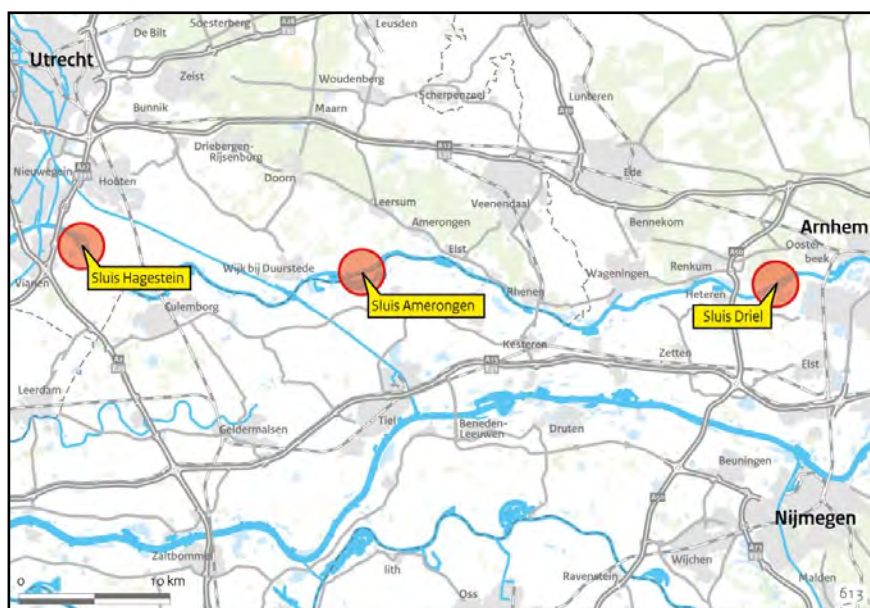 Soesterberg
Leusden
De Bilt
Utrecht
Zeist
Woudenberg
Scherpenzeel
Lunteren
Bunnik
Maarn
Driebergen-
Rijsenburg
Ede
Nieuwegein
Houten
Doorn
Veenendaal
Leersum
Amerongen
Bennekom
Arnhem
Elst
Renkum
Ooster-
beek
Sluis Hagestein
Wijk bij Duurstede
Wageningen
Vianen
Sluis Amerongen
Rhenen
Heteren
Culemborg
Sluis Driel
Kesteren
Zetten
Elst
Leerdam
A15
Tiel
Geldermalsen
Beneden-
Leeuwen
Druten
Beuningen
Nijmegen
Zaltbommel
lith
Wijchen
Oss
Ravenstein
Malden
0
10 km
613